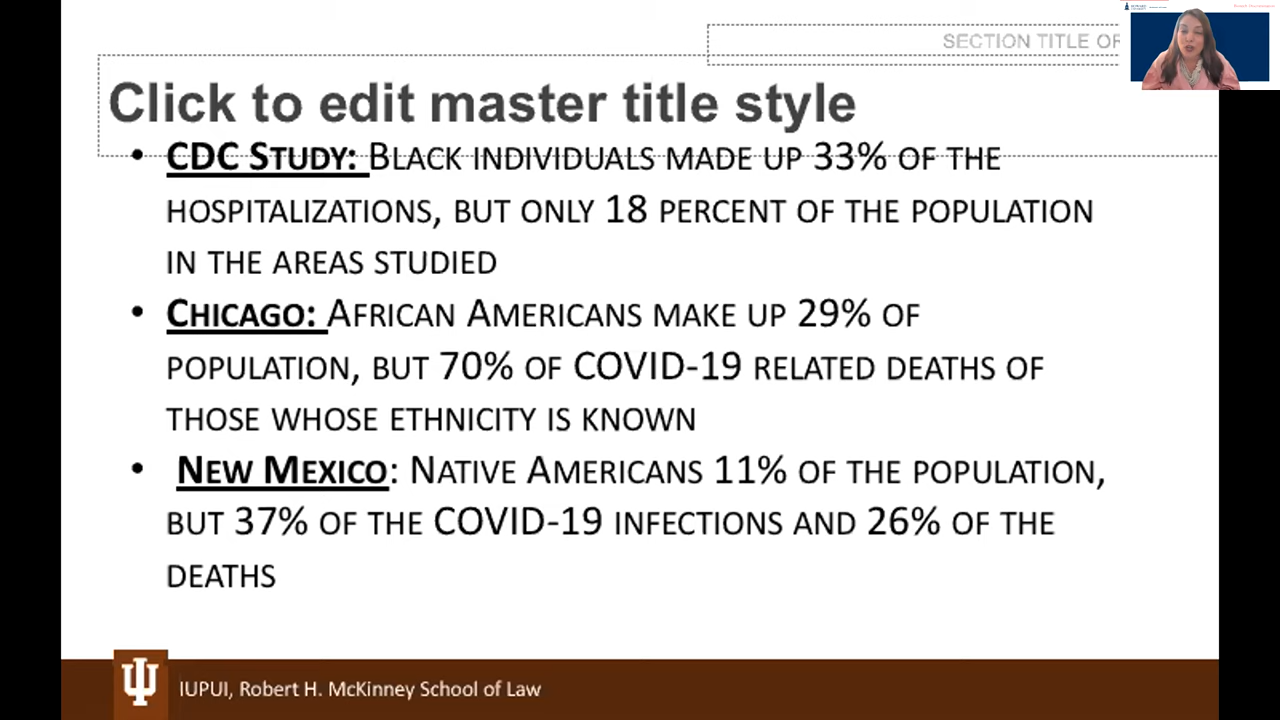 SECTION TITLE OR
Click to edit master title style
• CDC STUDY: BLACK INDIVIDUALS MADE UP 33% OF THE
HOSPITALIZATIONS, BUT ONLY 18 PERCENT OF THE POPULATION
IN THE AREAS STUDIED
• CHICAGO: AFRICAN AMERICANS MAKE UP 29% OF
POPULATION, BUT 70% OF COVID-19 RELATED DEATHS OF
THOSE WHOSE ETHNICITY IS KNOWN
• NEW MEXICO: NATIVE AMERICANS 11% OF THE POPULATION,
BUT 37% OF THE COVID-19 INFECTIONS AND 26% OF THE
DEATHS
IUPUI, Robert H. McKinney School of Law